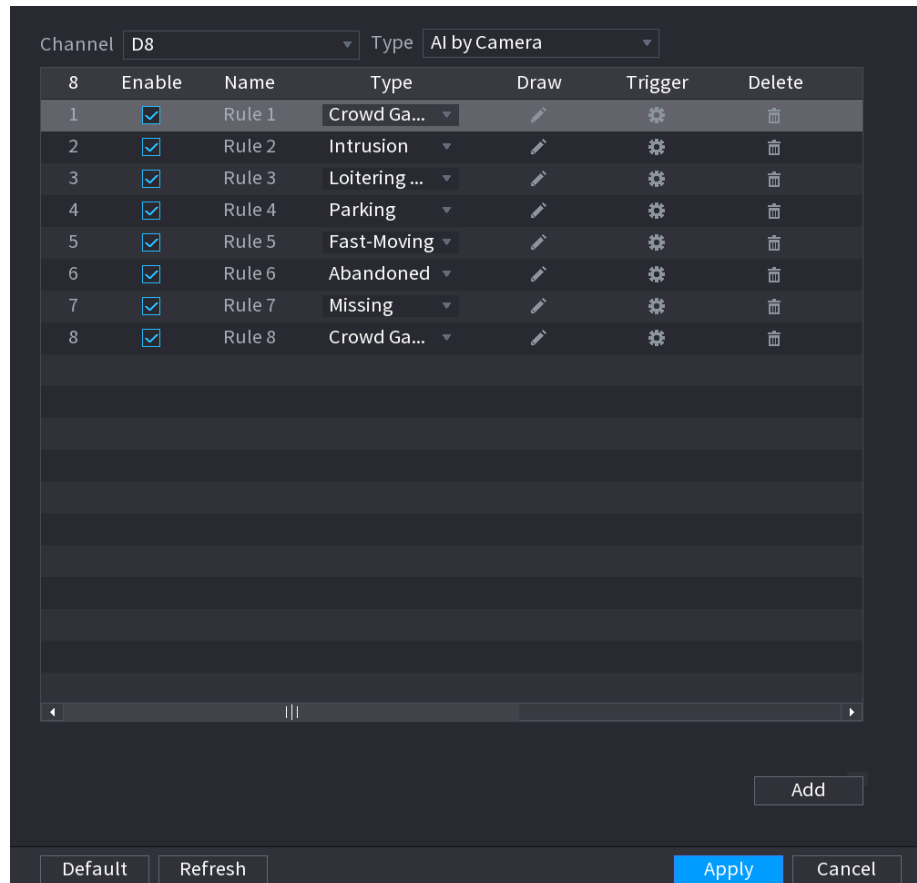 Channel D8 Type AI by Camera
8 Enable Name Type Draw Trigger Delete
1 Rule 1 Crowd Ga...
2 Rule 2 Intrusion
3 Rule 3 Loitering ...
4 Rule 4 Parking
5 Rule 5 Fast-Moving
6 Rule 6 Abandoned
7 Rule 7 Missing
8 Rule 8 Crowd Ga...
Add
Default Refresh Apply Cancel